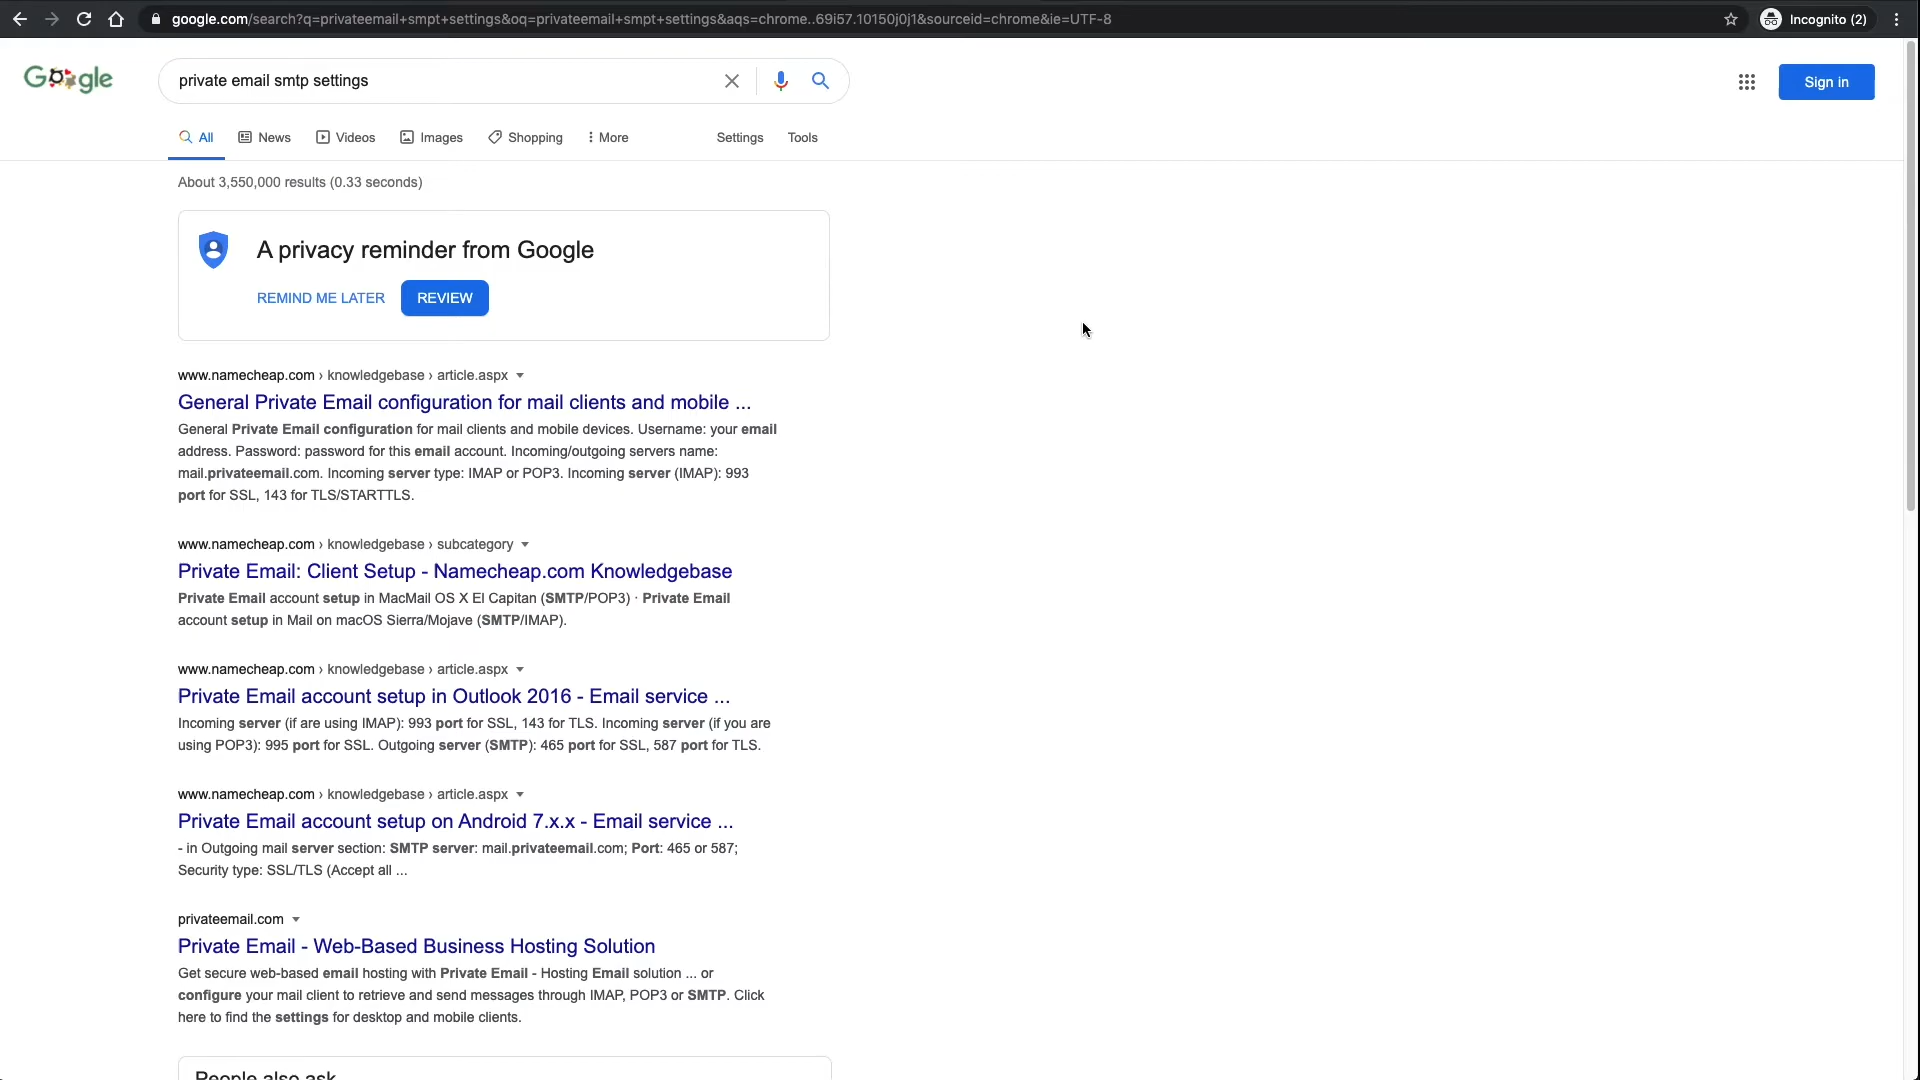 google.com/search?q=privateemail+smpt+settings&oq=privateemail+smpt+settings&aqs=chrome..69i57.10150j0j1&sourceid=chrome&ie=UTF-8
Incognito (2)
Google
private email smtp settings
Sign in
All News Videos Images Shopping More Settings Tools
About 3,550,000 results (0.33 seconds)
A privacy reminder from Google
REMIND ME LATER REVIEW
www.namecheap.com › knowledgebase › article.aspx
General Private Email configuration for mail clients and mobile ...
General Private Email configuration for mail clients and mobile devices. Username: your email
address. Password: password for this email account. Incoming/outgoing servers name:
mail.privateemail.com. Incoming server type: IMAP or POP3. Incoming server (IMAP): 993
port for SSL, 143 for TLS/STARTTLS.
www.namecheap.com › knowledgebase › subcategory
Private Email: Client Setup - Namecheap.com Knowledgebase
Private Email account setup in MacMail OS X El Capitan (SMTP/POP3) · Private Email
account setup in Mail on macOS Sierra/Mojave (SMTP/IMAP).
www.namecheap.com › knowledgebase › article.aspx
Private Email account setup in Outlook 2016 - Email service ...
Incoming server (if are using IMAP): 993 port for SSL, 143 for TLS. Incoming server (if you are
using POP3): 995 port for SSL. Outgoing server (SMTP): 465 port for SSL, 587 port for TLS.
www.namecheap.com › knowledgebase › article.aspx
Private Email account setup on Android 7.x.x - Email service ...
- in Outgoing mail server section: SMTP server: mail.privateemail.com; Port: 465 or 587;
Security type: SSL/TLS (Accept all ...
privateemail.com
Private Email - Web-Based Business Hosting Solution
Get secure web-based email hosting with Private Email - Hosting Email solution ... or
configure your mail client to retrieve and send messages through IMAP, POP3 or SMTP. Click
here to find the settings for desktop and mobile clients.
People also ask